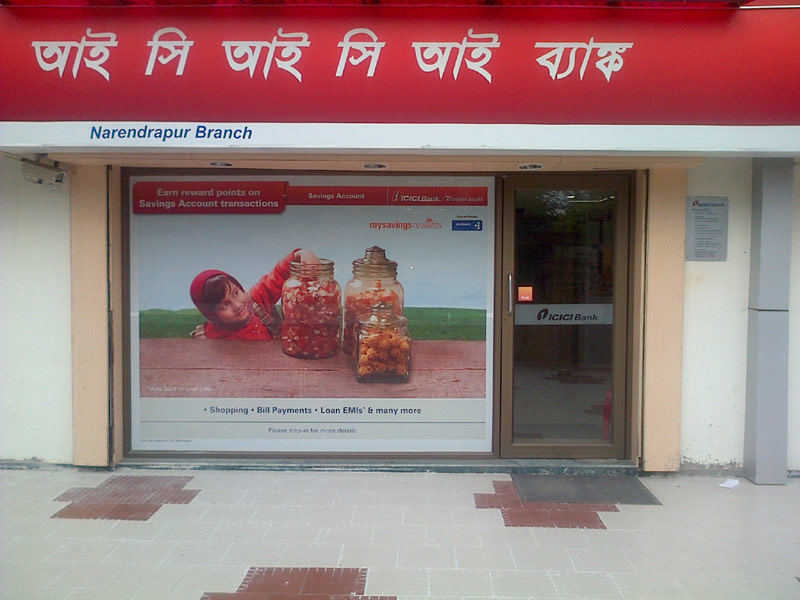 আই সি আই সি আই ব্যাঙ্ক
Narendrapur Branch
Earn reward points on
Savings Account transactions
Savings Account
ICICI Bank
mysavings rewards
ICICI Bank
• Shopping • Bill Payments • Loan EMIs* & many more
Please step-in for more details